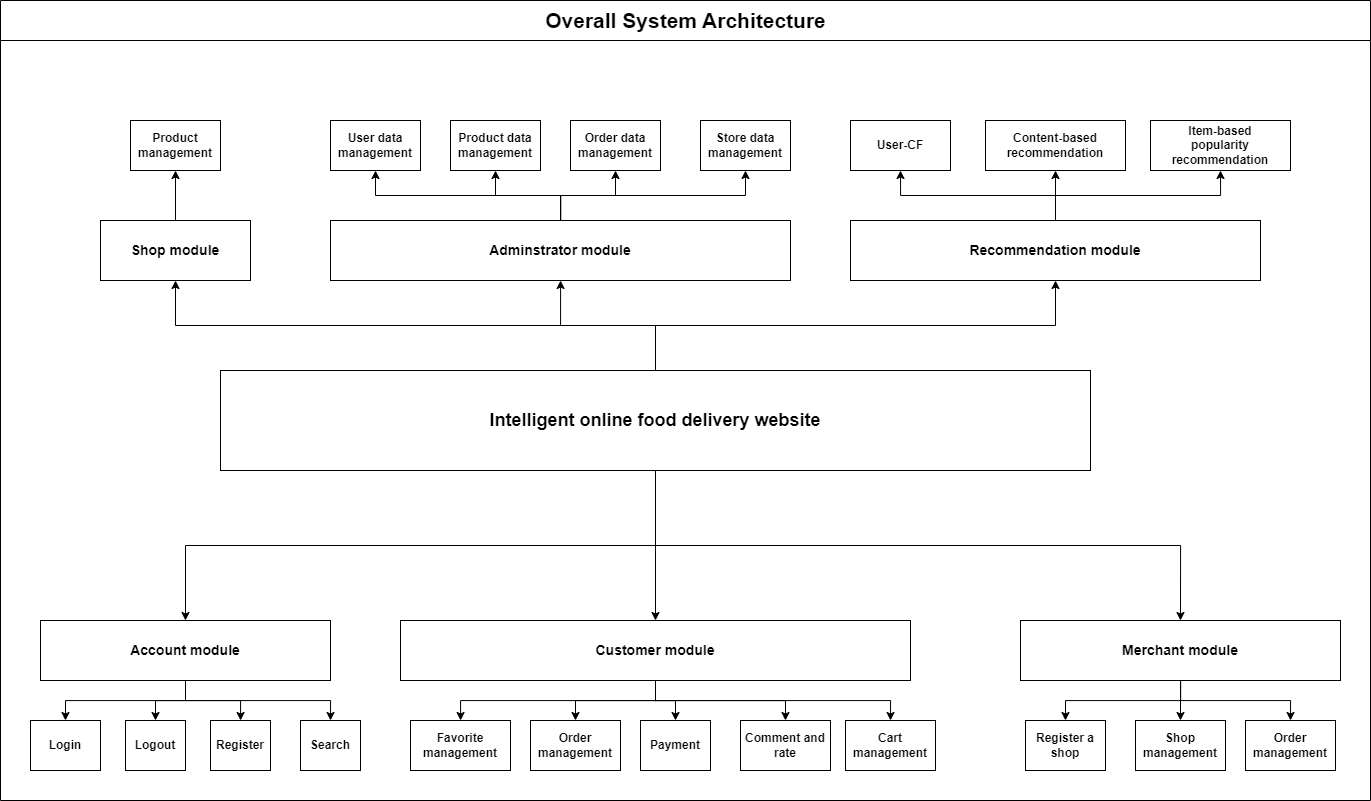 Overall System Architecture
Product
management
User data
management
Product data
management
Order data
management
Store data
management
User-CF
Content-based
recommendation
Item-based
popularity
recommendation
Shop module
Adminstrator module
Recommendation module
Intelligent online food delivery website
Account module
Customer module
Merchant module
Login
Logout
Register
Search
Favorite
management
Order
management
Payment
Comment and
rate
Cart
management
Register a
shop
Shop
management
Order
management